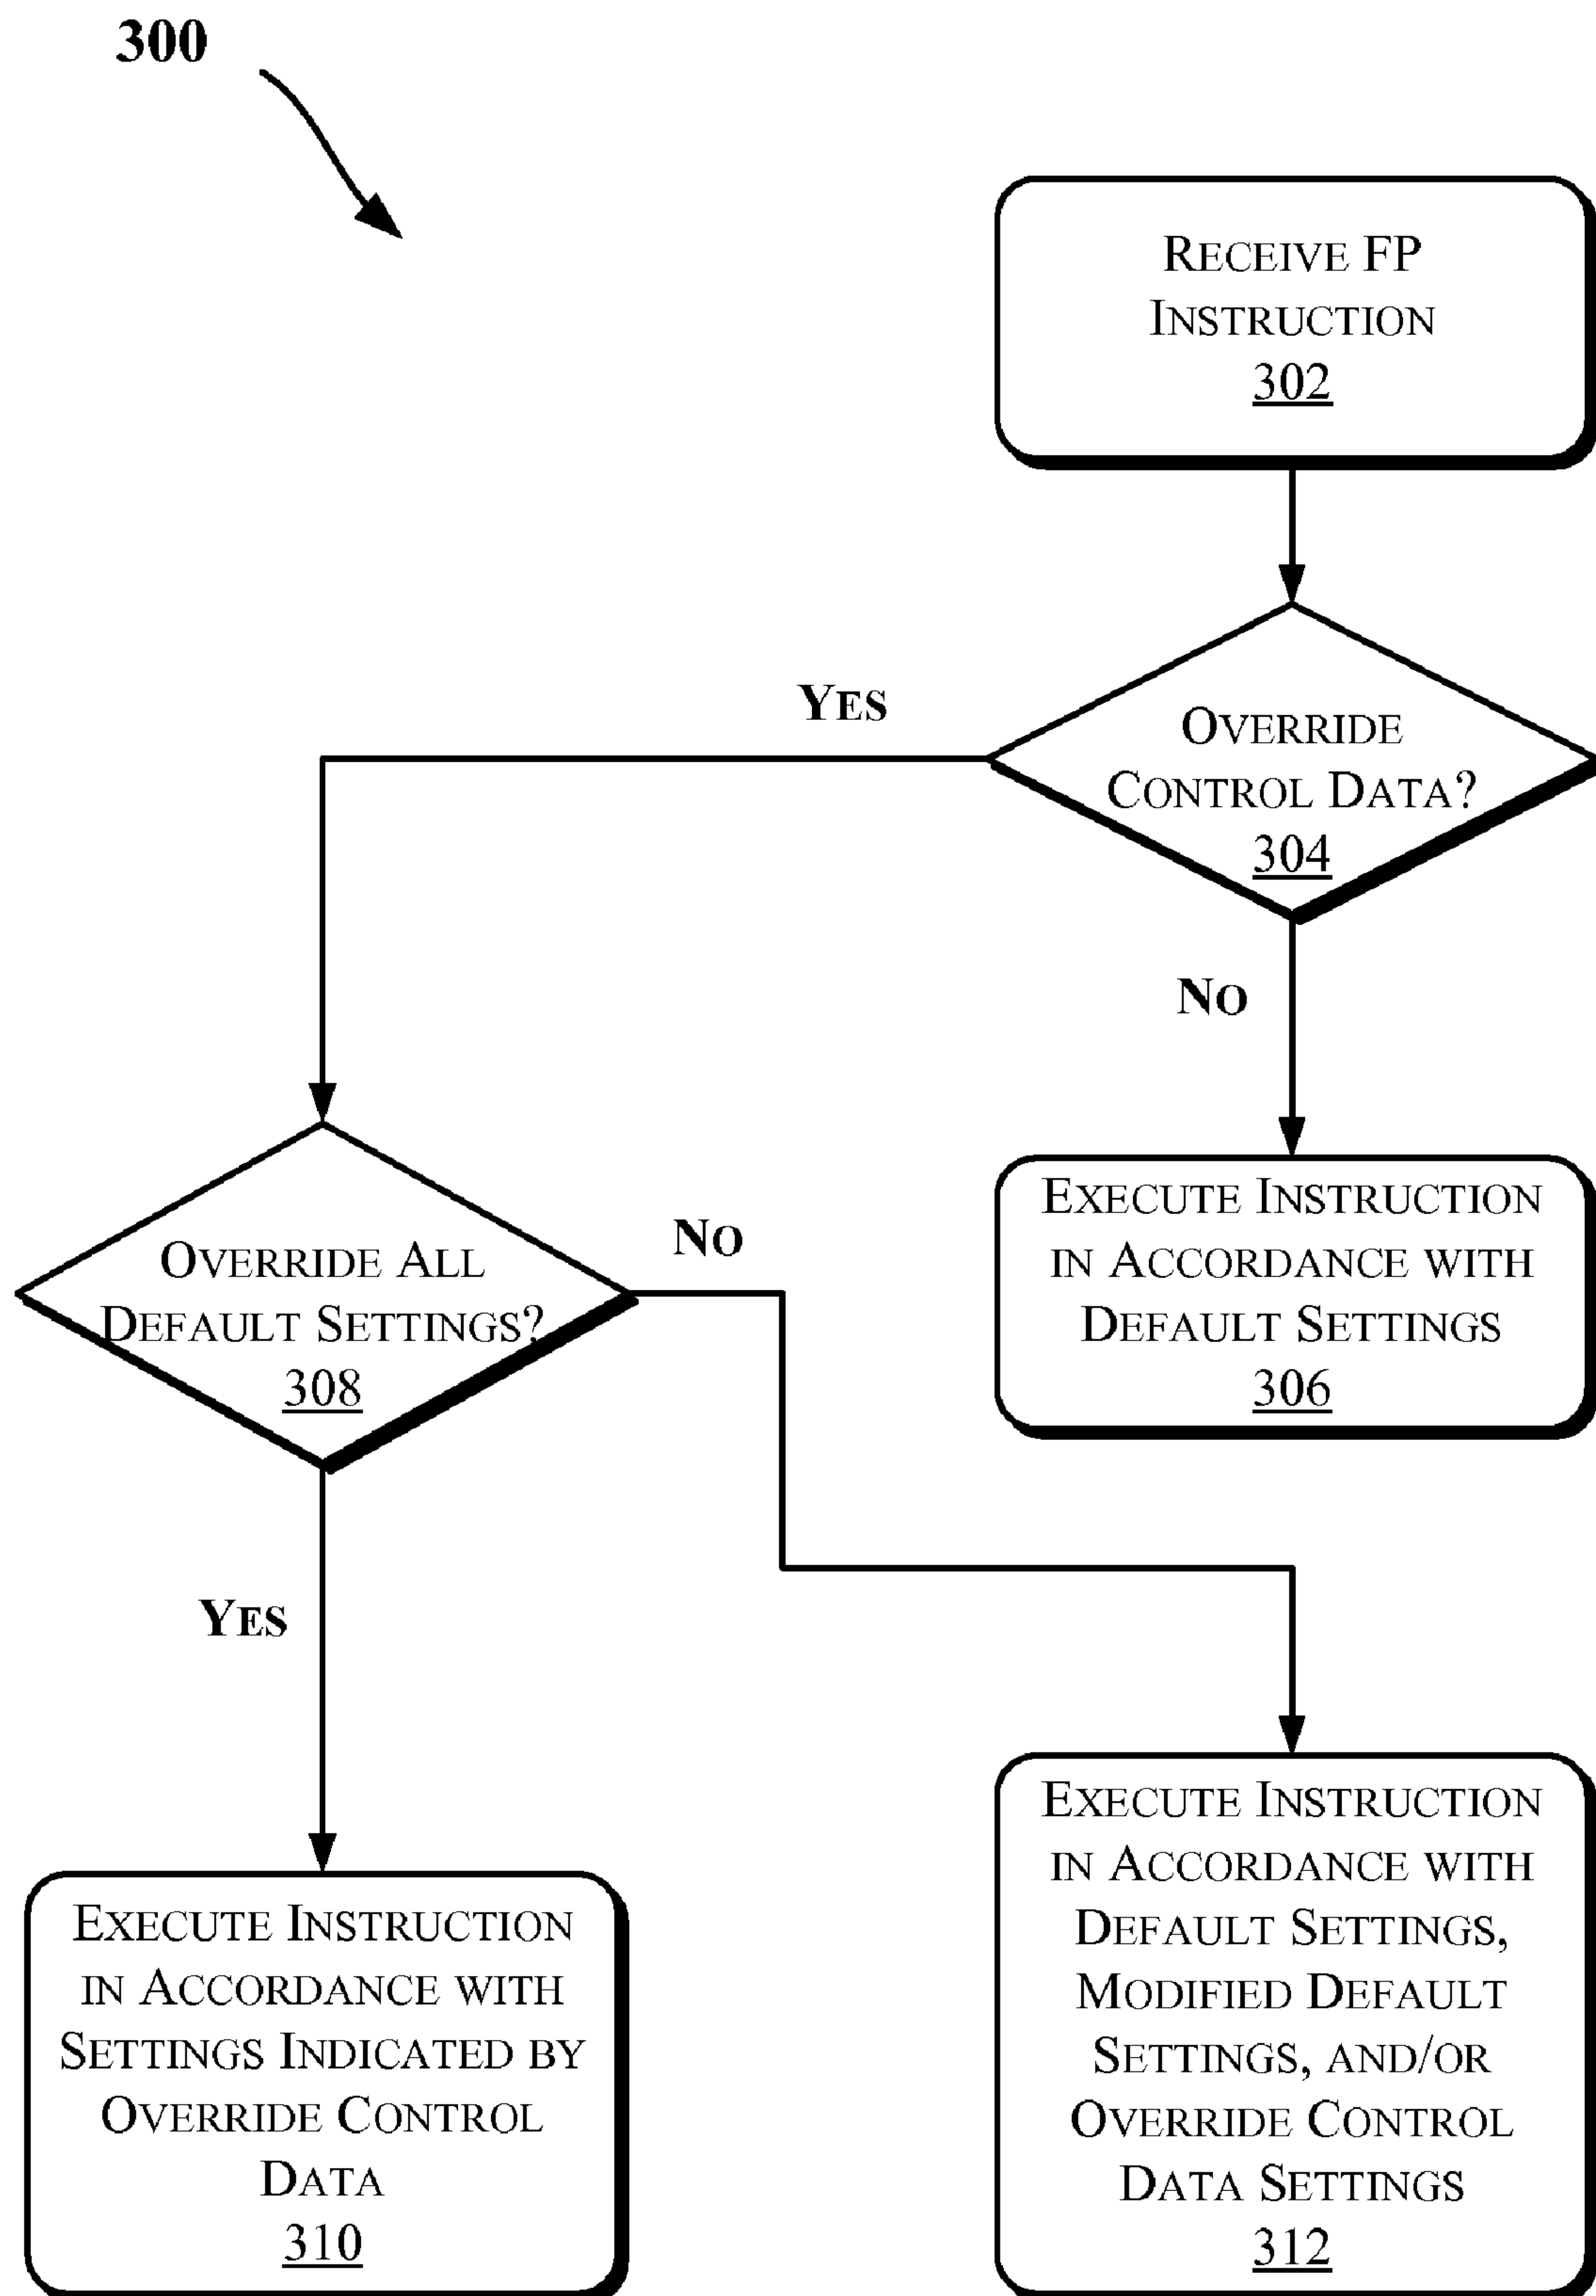 300
RECEIVE FP
INSTRUCTION
302
YES
OVERRIDE
CONTROL DATA?
304
NO
EXECUTE INSTRUCTION
IN ACCORDANCE WITH
DEFAULT SETTINGS
306
OVERRIDE ALL
DEFAULT SETTINGS?
308
NO
YES
EXECUTE INSTRUCTION
IN ACCORDANCE WITH
SETTINGS INDICATED BY
OVERRIDE CONTROL
DATA
310
EXECUTE INSTRUCTION
IN ACCORDANCE WITH
DEFAULT SETTINGS,
MODIFIED DEFAULT
SETTINGS, AND/OR
OVERRIDE CONTROL
DATA SETTINGS
312